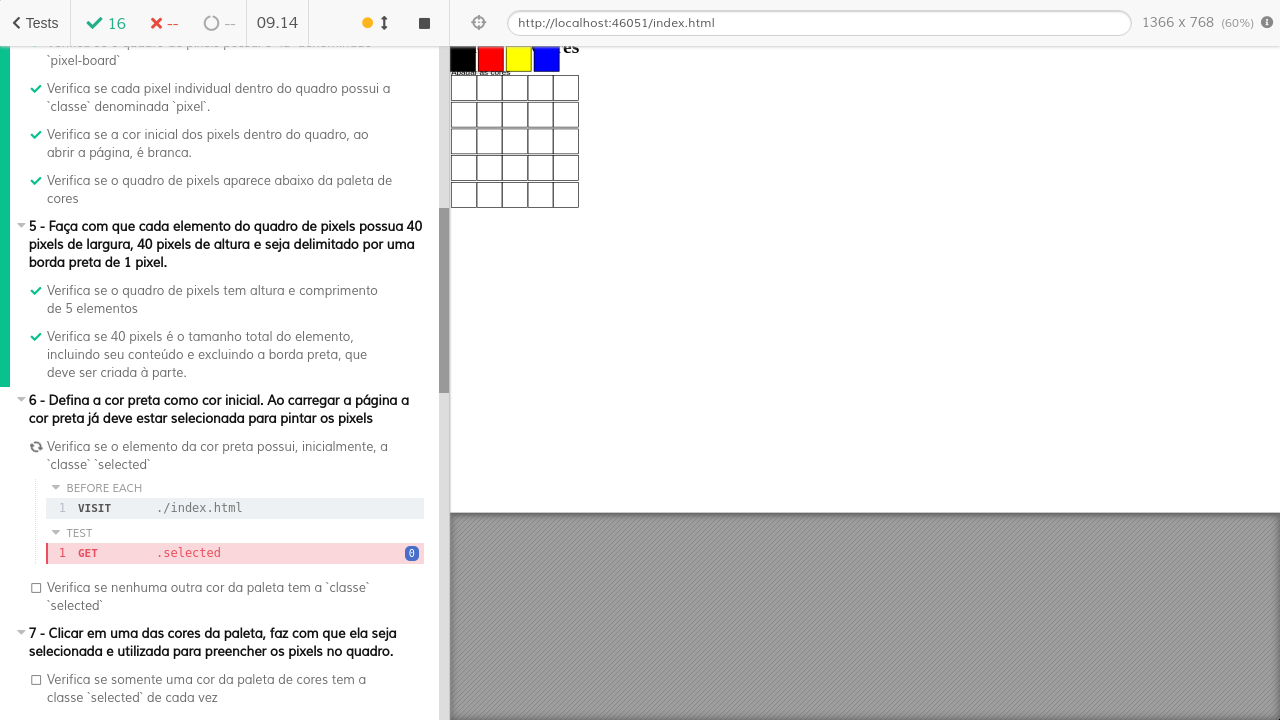 Tests
16
--
--
09.14
http://localhost:46051/index.html
1366 x 768 (60%)
`pixel-board`
Verifica se cada pixel individual dentro do quadro possui a
`classe` denominada `pixel`.
Verifica se a cor inicial dos pixels dentro do quadro, ao
abrir a página, é branca.
Verifica se o quadro de pixels aparece abaixo da paleta de
cores
5 - Faça com que cada elemento do quadro de pixels possua 40
pixels de largura, 40 pixels de altura e seja delimitado por uma
borda preta de 1 pixel.
Verifica se o quadro de pixels tem altura e comprimento
de 5 elementos
Verifica se 40 pixels é o tamanho total do elemento,
incluindo seu conteúdo e excluindo a borda preta, que
deve ser criada à parte.
6 - Defina a cor preta como cor inicial. Ao carregar a página a
cor preta já deve estar selecionada para pintar os pixels
Verifica se o elemento da cor preta possui, inicialmente, a
`classe` `selected`
BEFORE EACH
1 VISIT ./index.html
TEST
1 GET .selected 0
Verifica se nenhuma outra cor da paleta tem a `classe`
`selected`
7 - Clicar em uma das cores da paleta, faz com que ela seja
selecionada e utilizada para preencher os pixels no quadro.
Verifica se somente uma cor da paleta de cores tem a
classe `selected` de cada vez